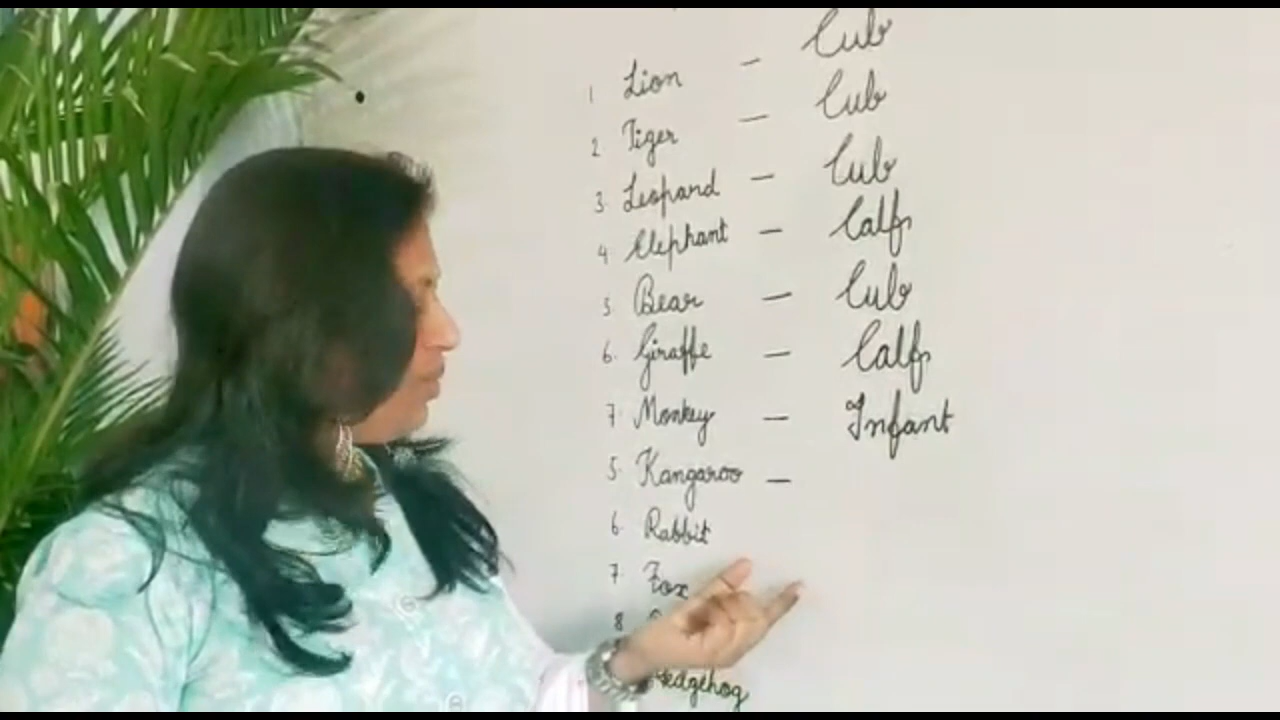 1 Lion – Cub
2 Tiger – Cub
3 Leopard – Cub
4 Elephant – Calf
5 Bear – Cub
6. Giraffe – Calf
7 Monkey – Infant
5. Kangaroo –
6. Rabbit
7 Fox
8
Hedgehog